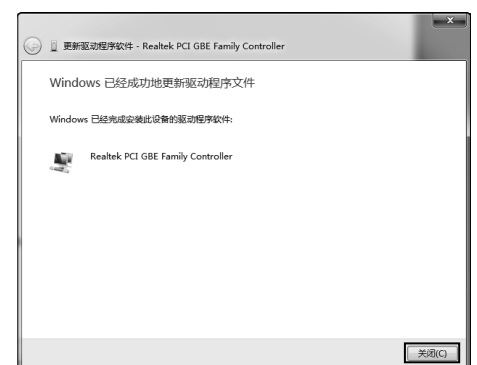 更新驱动程序软件 - Realtek PCI GBE Family Controller
Windows 已经成功地更新驱动程序文件
Windows 已经完成安装此设备的驱动程序软件:
Realtek PCI GBE Family Controller
关闭(C)